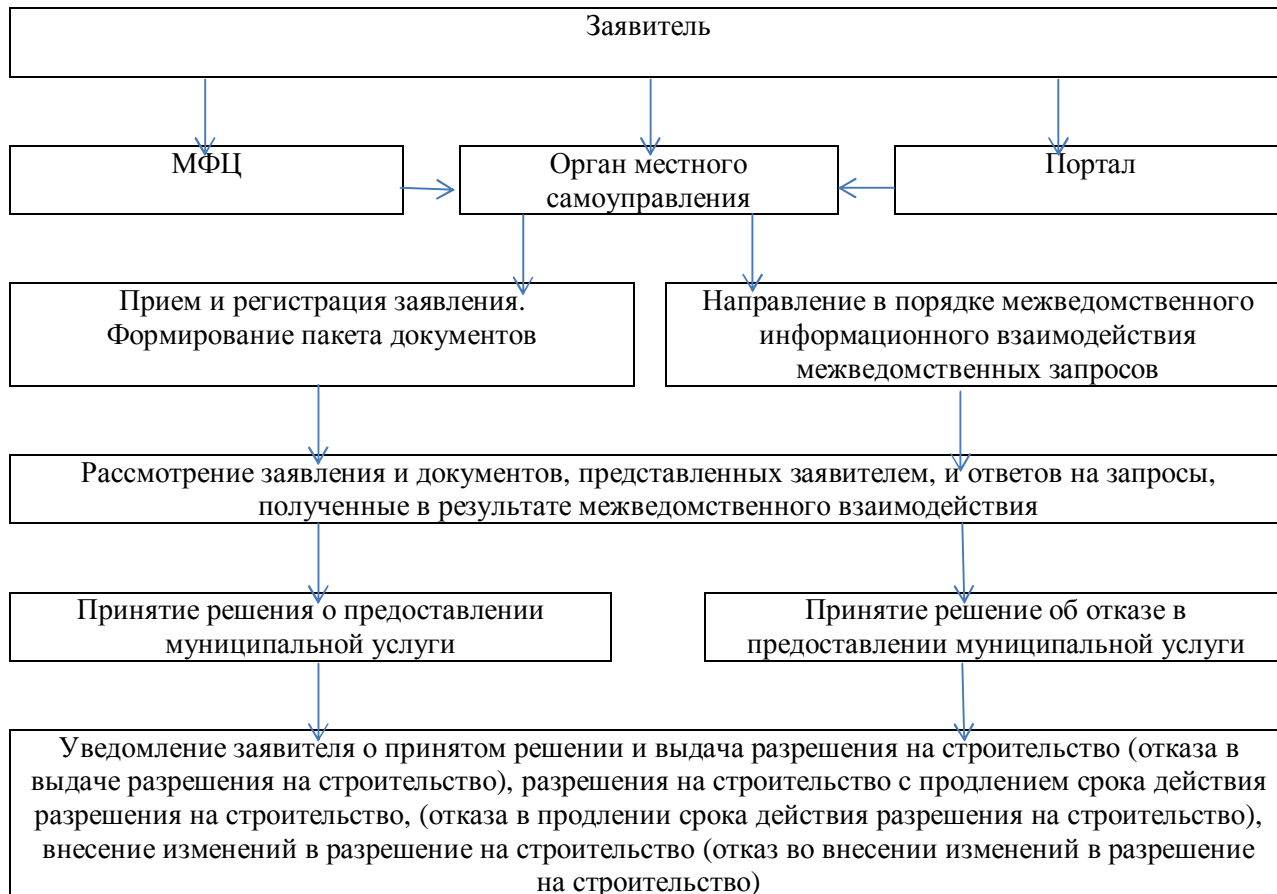 Заявитель
МФЦ
Орган местного
самоуправления
Портал
Прием и регистрация заявления.
Формирование пакета документов
Направление в порядке межведомственного
информационного взаимодействия
межведомственных запросов
Рассмотрение заявления и документов, представленных заявителем, и ответов на запросы,
полученные в результате межведомственного взаимодействия
Принятие решения о предоставлении
муниципальной услуги
Принятие решение об отказе в
предоставлении муниципальной услуги
Уведомление заявителя о принятом решении и выдача разрешения на строительство (отказа в
выдаче разрешения на строительство), разрешения на строительство с продлением срока действия
разрешения на строительство, (отказа в продлении срока действия разрешения на строительство),
внесение изменений в разрешение на строительство (отказ во внесении изменений в разрешение
на строительство)